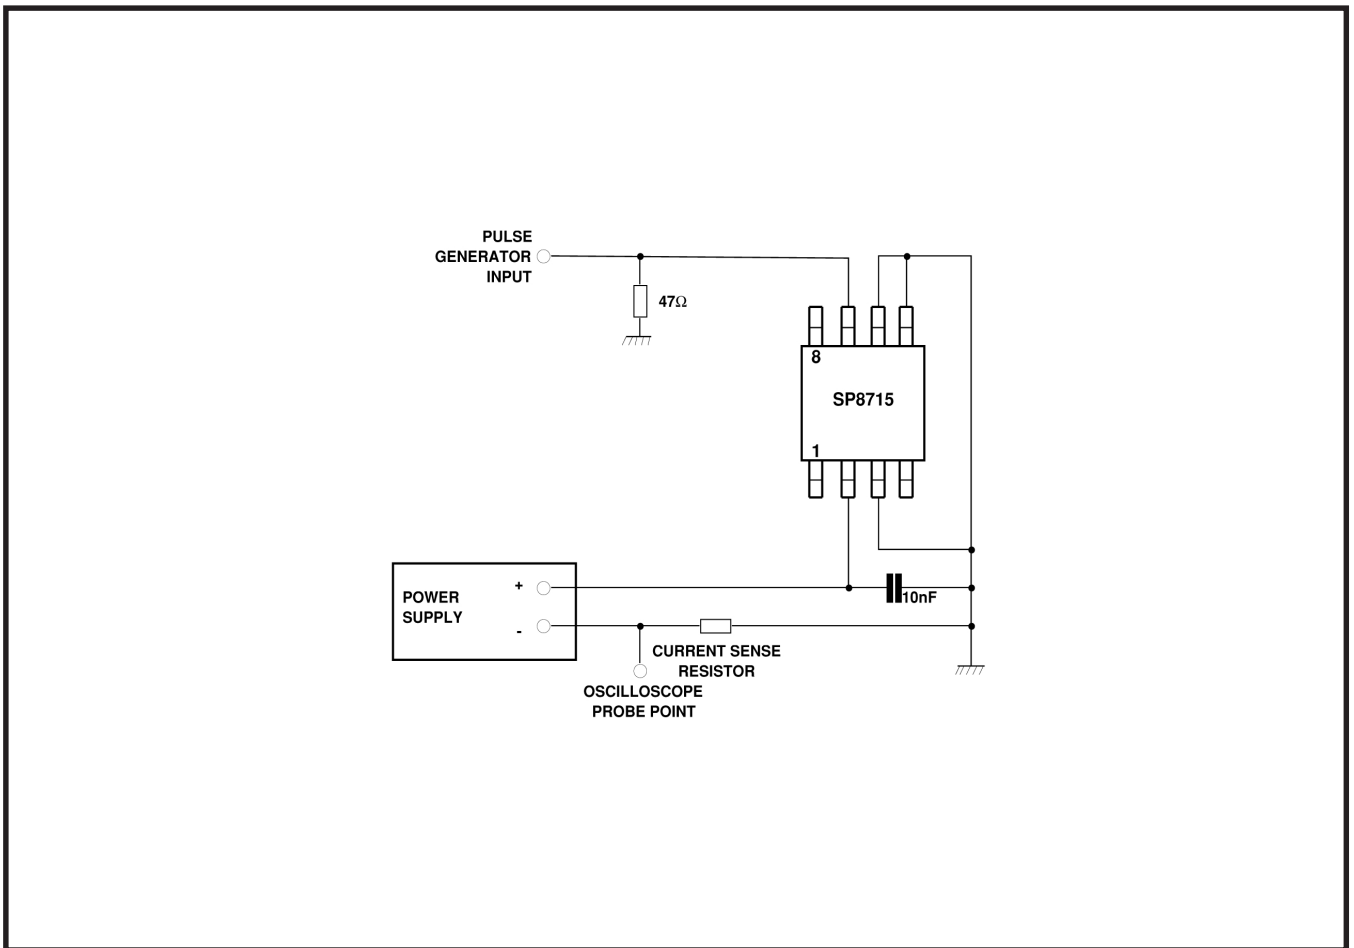 PULSE
GENERATOR
INPUT
47Ω
8
SP8715
1
POWER
SUPPLY
+
-
10nF
CURRENT SENSE
RESISTOR
OSCILLOSCOPE
PROBE POINT